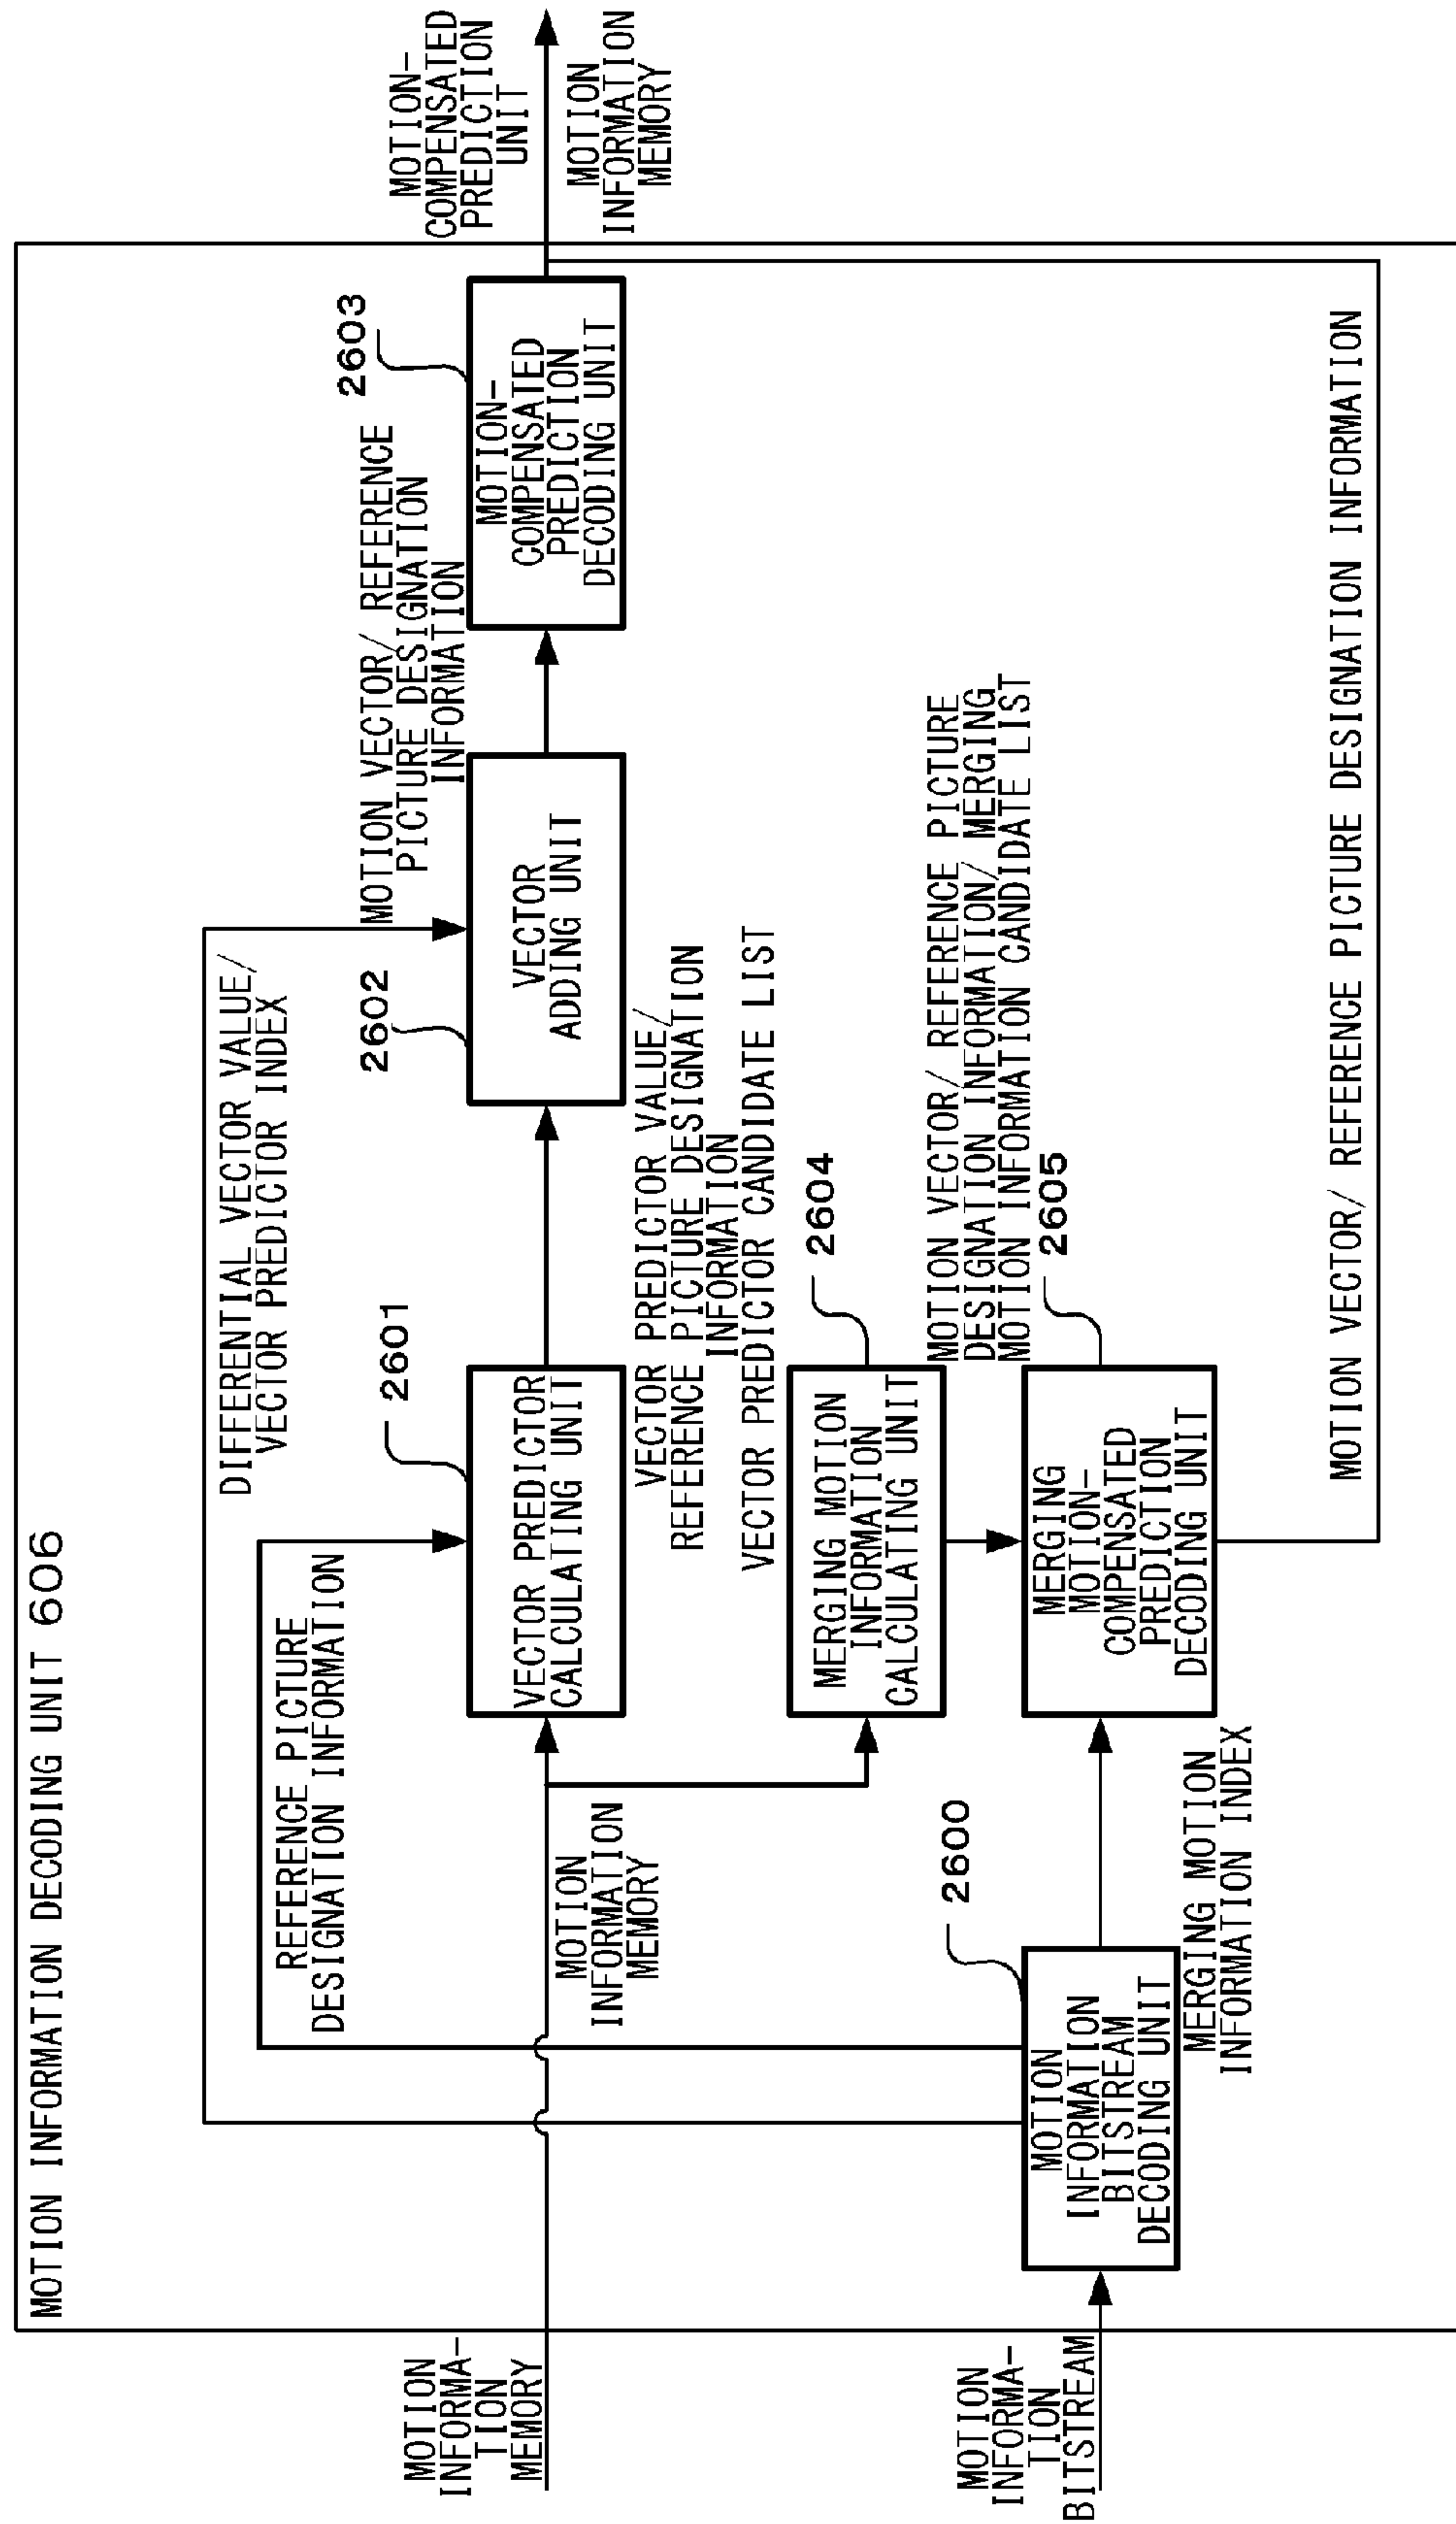 MOTION INFORMATION DECODING UNIT 606
DIFFERENTIAL VECTOR VALUE/
VECTOR PREDICTOR INDEX
REFERENCE PICTURE
DESIGNATION INFORMATION
MOTION
INFORMA-
TION
MEMORY
MOTION
INFORMATION
MEMORY
2601
VECTOR PREDICTOR
CALCULATING UNIT
VECTOR PREDICTOR VALUE/
REFERENCE PICTURE DESIGNATION
INFORMATION
VECTOR PREDICTOR CANDIDATE LIST
2602
VECTOR
ADDING UNIT
MOTION VECTOR/ REFERENCE
PICTURE DESIGNATION
INFORMATION
2603
MOTION-
COMPENSATED
PREDICTION
DECODING UNIT
MOTION-
COMPENSATED
PREDICTION
UNIT
MOTION
INFORMATION
MEMORY
2604
MERGING MOTION
INFORMATION
CALCULATING UNIT
MOTION VECTOR/ REFERENCE PICTURE
DESIGNATION INFORMATION/ MERGING
MOTION INFORMATION CANDIDATE LIST
MOTION
INFORMA-
TION
BITSTREAM
2600
MOTION
INFORMATION
BITSTREAM
DECODING UNIT
MERGING MOTION
INFORMATION INDEX
2605
MERGING
MOTION-
COMPENSATED
PREDICTION
DECODING UNIT
MOTION VECTOR/ REFERENCE PICTURE DESIGNATION INFORMATION